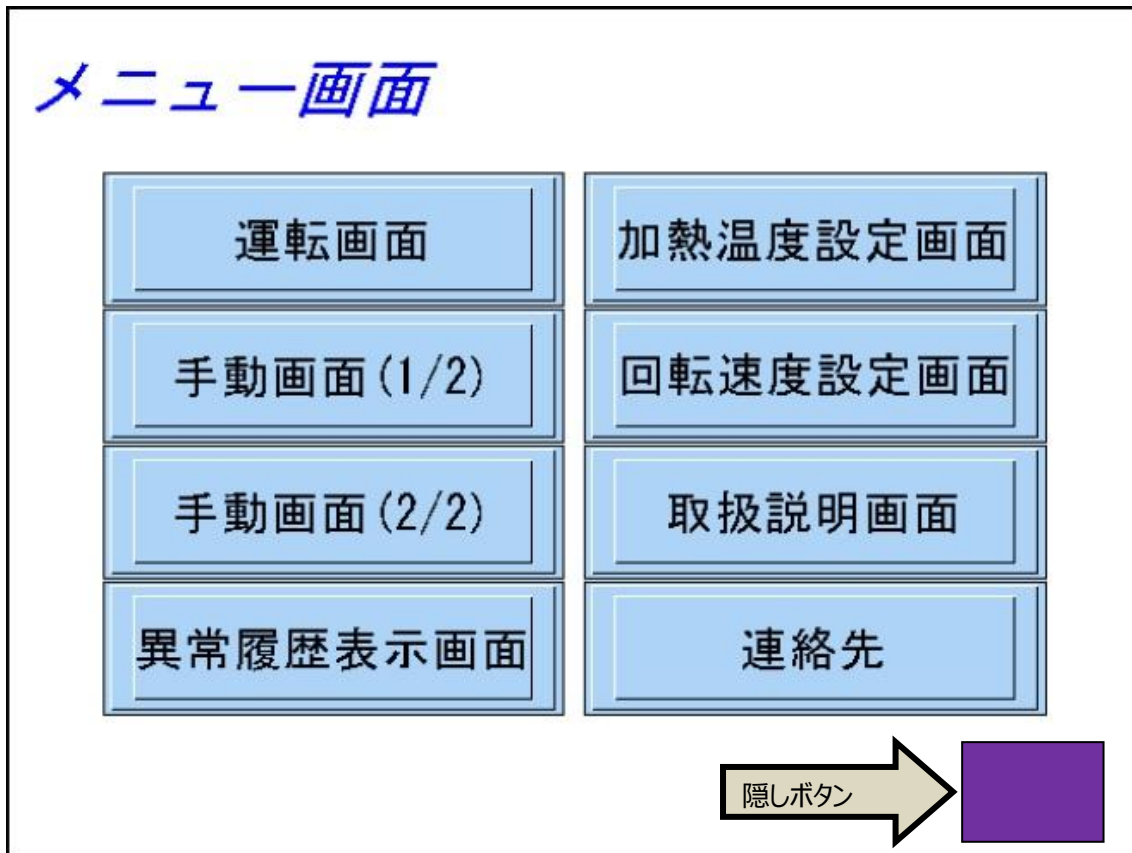 メニュー画面
運転画面
加熱温度設定画面
手動画面(1/2)
回転速度設定画面
手動画面(2/2)
取扱説明画面
異常履歴表示画面
連絡先
隠しボタン